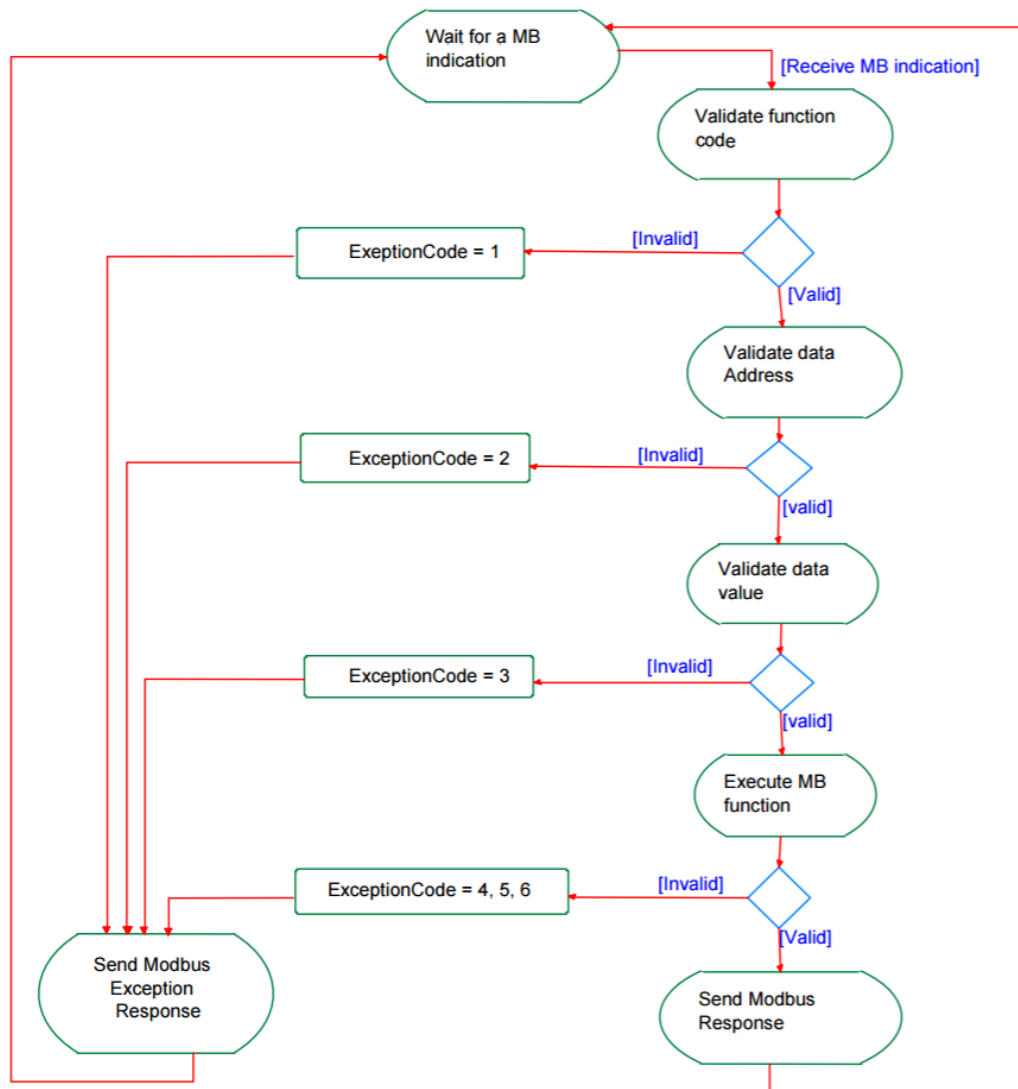 Wait for a MB
indication
[Receive MB indication]
Validate function
code
[Invalid]
ExeptionCode = 1
[Valid]
Validate data
Address
[Invalid]
ExceptionCode = 2
[valid]
Validate data
value
[Invalid]
ExceptionCode = 3
[valid]
Execute MB
function
[Invalid]
ExceptionCode = 4, 5, 6
[Valid]
Send Modbus
Exception
Response
Send Modbus
Response